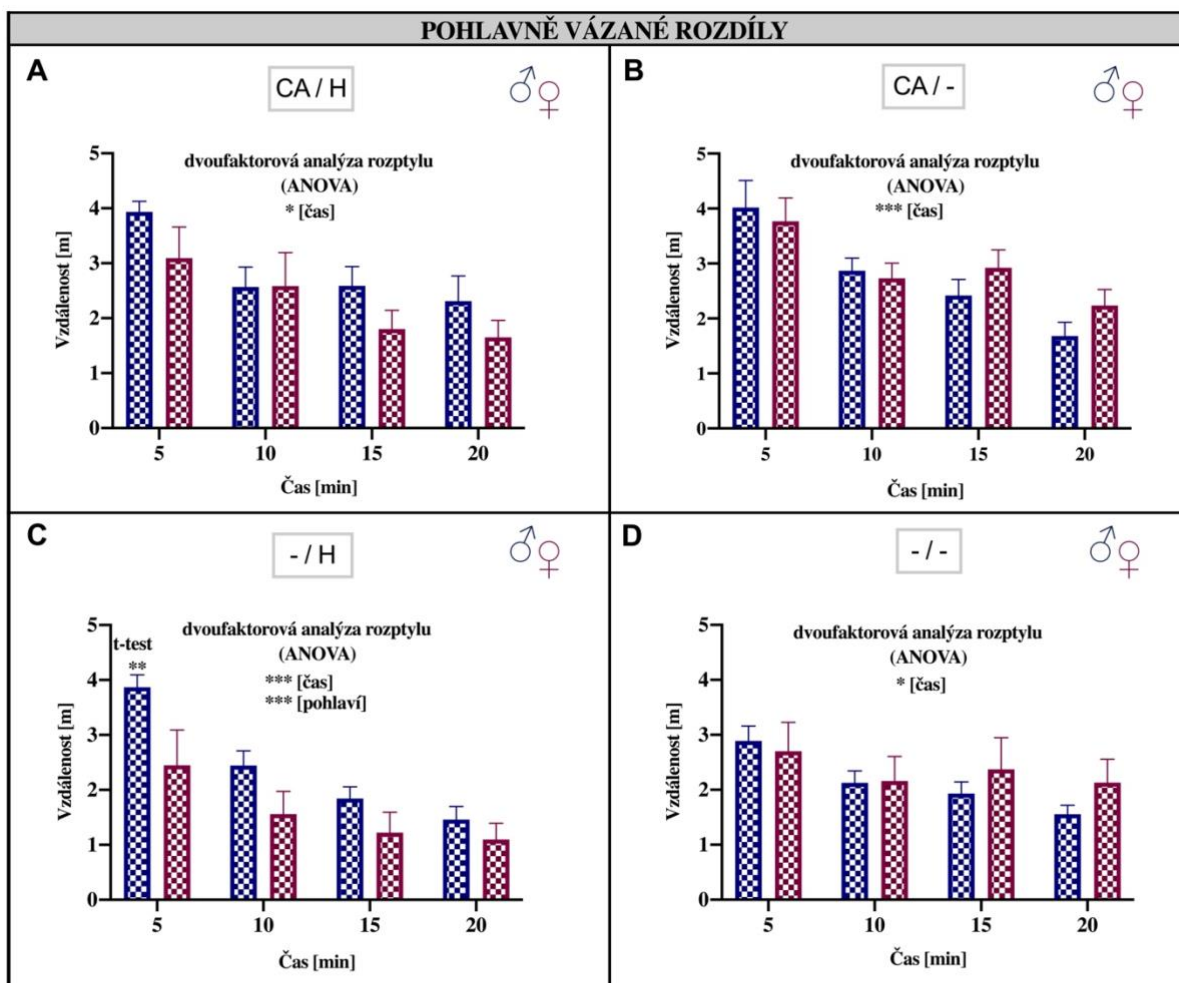 POHLAVNĚ VÁZANÉ ROZDÍLY
A
CA / H
♂♀
dvoufaktorová analýza rozptylu
(ANOVA)
* [čas]
Vzdálenost [m]
5
4
3
2
1
0
5 10 15 20
Čas [min]
B
CA / -
♂♀
dvoufaktorová analýza rozptylu
(ANOVA)
*** [čas]
Vzdálenost [m]
5
4
3
2
1
0
5 10 15 20
Čas [min]
C
- / H
♂♀
dvoufaktorová analýza rozptylu
(ANOVA)
*** [čas]
*** [pohlaví]
t-test
**
Vzdálenost [m]
5
4
3
2
1
0
5 10 15 20
Čas [min]
D
- / -
♂♀
dvoufaktorová analýza rozptylu
(ANOVA)
* [čas]
Vzdálenost [m]
5
4
3
2
1
0
5 10 15 20
Čas [min]